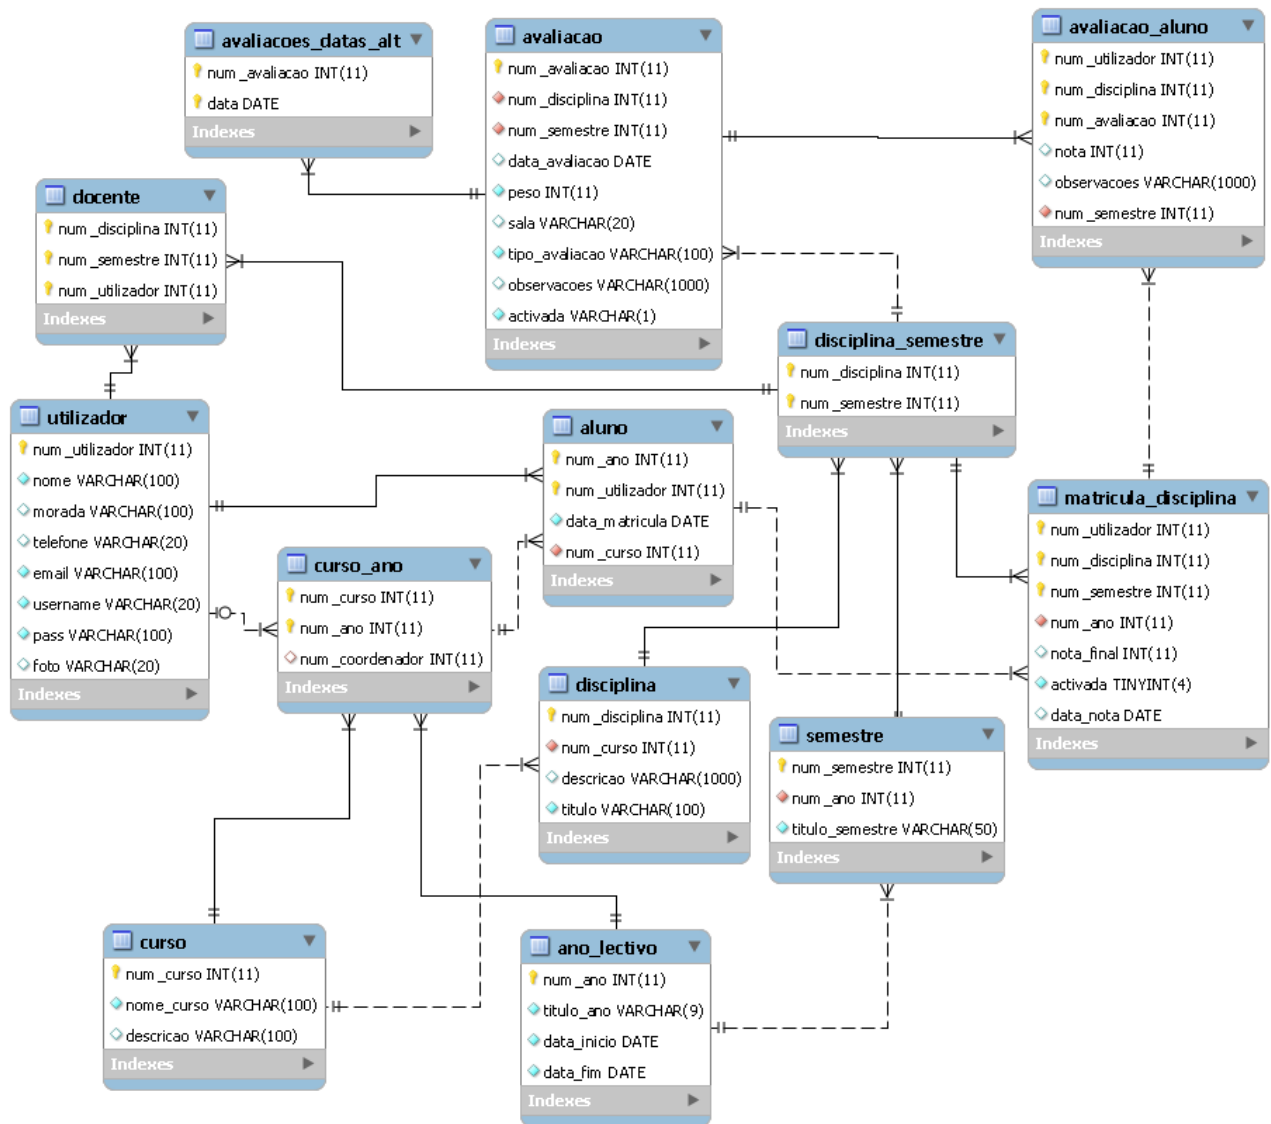 avaliacoes_datas_alt
num_avaliacao INT(11)
data DATE
Indexes
avaliacao
num_avaliacao INT(11)
num_disciplina INT(11)
num_semestre INT(11)
data_avaliacao DATE
peso INT(11)
sala VARCHAR(20)
tipo_avaliacao VARCHAR(100)
observacoes VARCHAR(1000)
activada VARCHAR(1)
Indexes
avaliacao_aluno
num_utilizador INT(11)
num_disciplina INT(11)
num_avaliacao INT(11)
nota INT(11)
observacoes VARCHAR(1000)
num_semestre INT(11)
Indexes
docente
num_disciplina INT(11)
num_semestre INT(11)
num_utilizador INT(11)
Indexes
disciplina_semestre
num_disciplina INT(11)
num_semestre INT(11)
Indexes
utilizador
num_utilizador INT(11)
nome VARCHAR(100)
morada VARCHAR(100)
telefone VARCHAR(20)
email VARCHAR(100)
username VARCHAR(20)
pass VARCHAR(100)
foto VARCHAR(20)
Indexes
aluno
num_ano INT(11)
num_utilizador INT(11)
data_matricula DATE
num_curso INT(11)
Indexes
matricula_disciplina
num_utilizador INT(11)
num_disciplina INT(11)
num_semestre INT(11)
num_ano INT(11)
nota_final INT(11)
activada TINYINT(4)
data_nota DATE
Indexes
curso_ano
num_curso INT(11)
num_ano INT(11)
num_coordenador INT(11)
Indexes
disciplina
num_disciplina INT(11)
num_curso INT(11)
descricao VARCHAR(1000)
titulo VARCHAR(100)
Indexes
semestre
num_semestre INT(11)
num_ano INT(11)
titulo_semestre VARCHAR(50)
Indexes
curso
num_curso INT(11)
nome_curso VARCHAR(100)
descricao VARCHAR(100)
Indexes
ano_lectivo
num_ano INT(11)
titulo_ano VARCHAR(9)
data_inicio DATE
data_fim DATE
Indexes